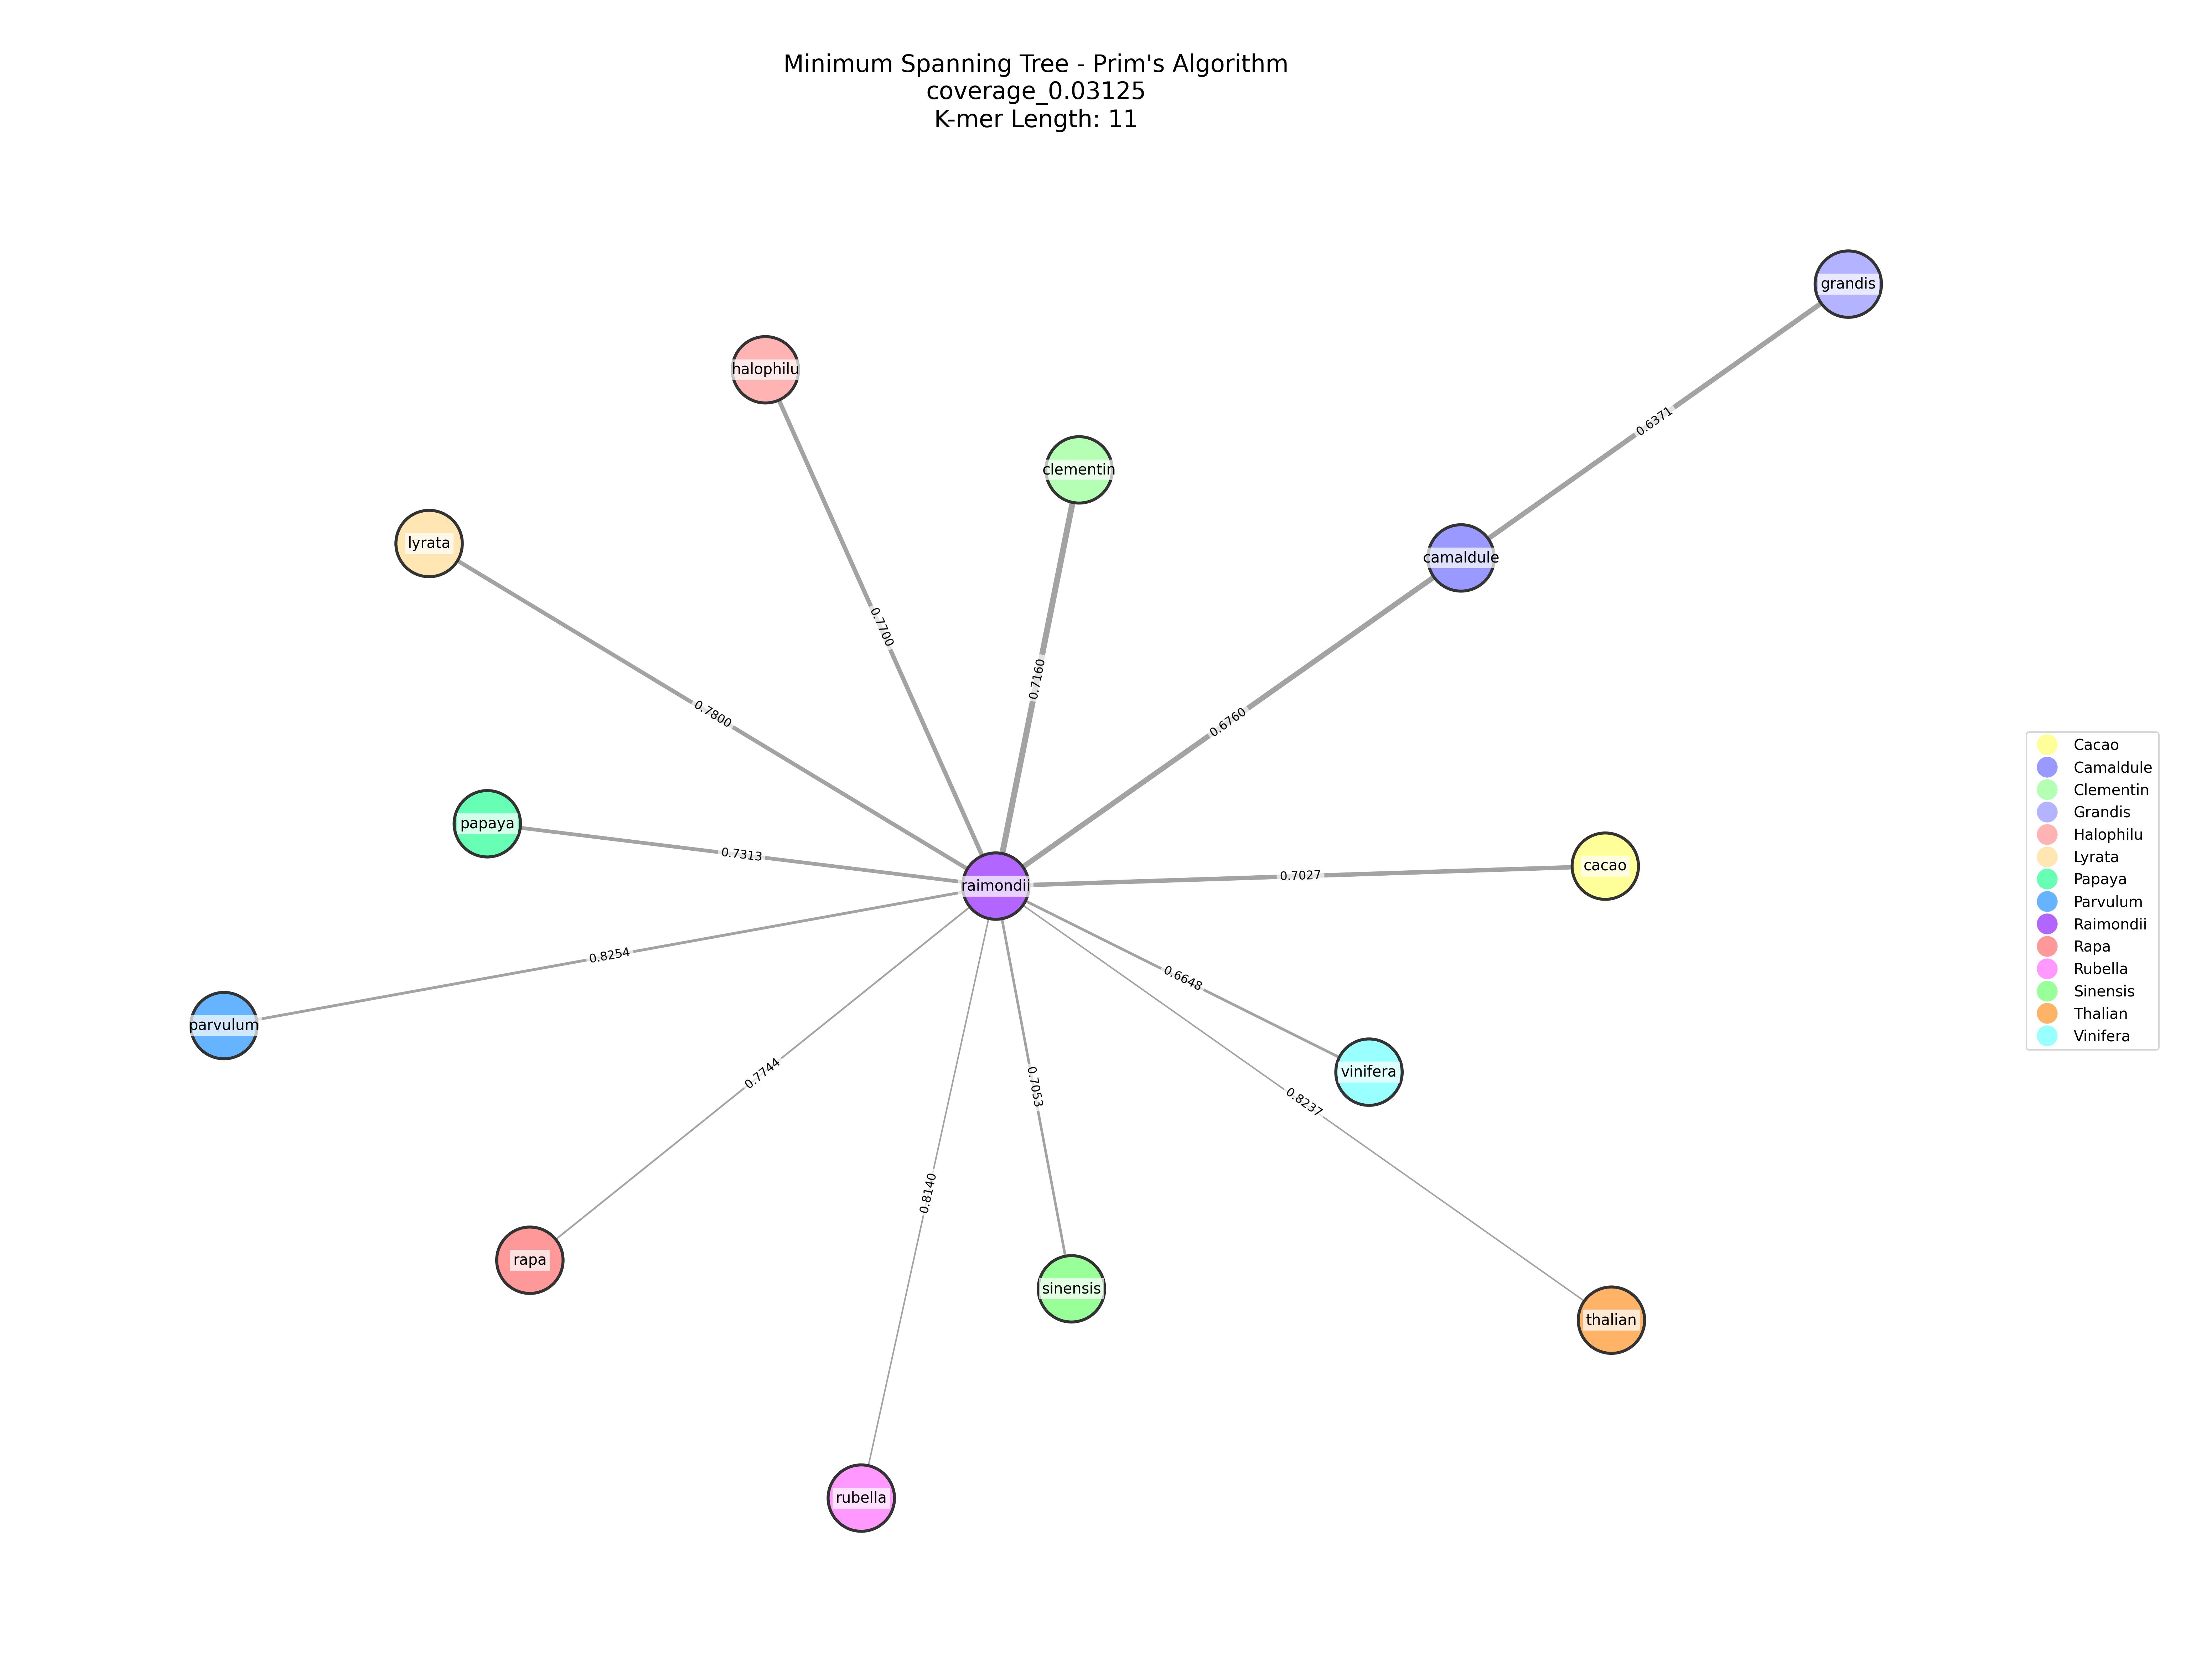 Minimum Spanning Tree - Prim's Algorithm
coverage_0.03125
K-mer Length: 11
grandis
halophilu
0.6371
clementin
lyrata
camaldule
0.7700
0.7160
0.7800
0.6760
papaya
0.7313
raimondii
0.7027
cacao
0.8254
0.6648
parvulum
0.7744
0.7053
vinifera
0.8237
0.8140
rapa
sinensis
thalian
rubella
Cacao
Camaldule
Clementin
Grandis
Halophilu
Lyrata
Papaya
Parvulum
Raimondii
Rapa
Rubella
Sinensis
Thalian
Vinifera